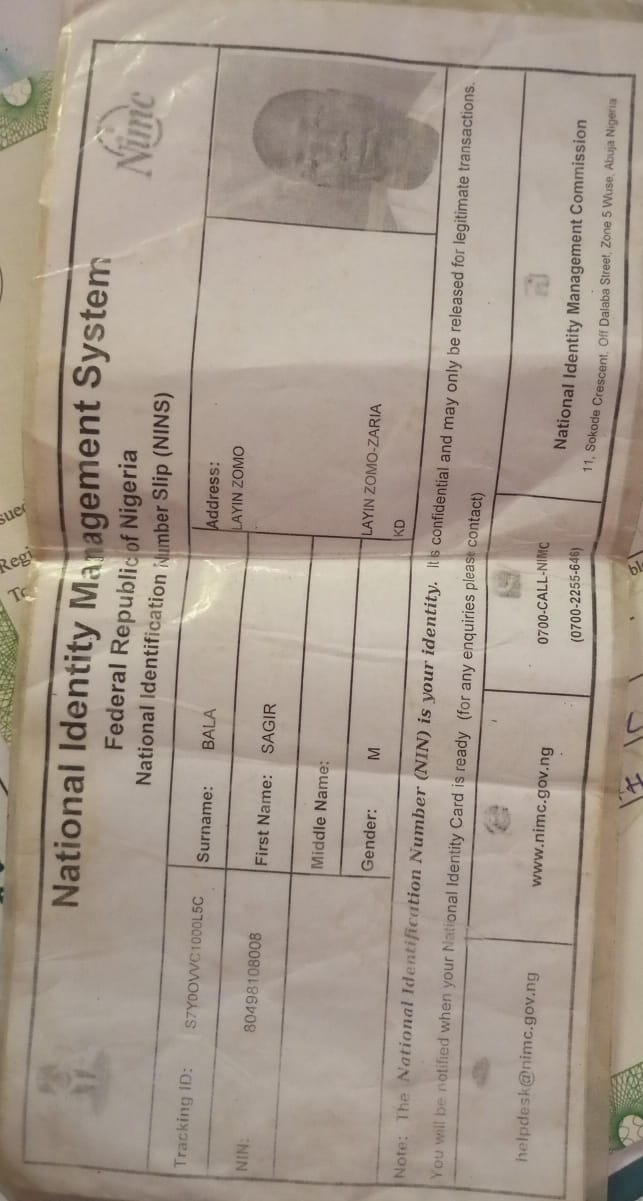 National Identity Management System
Federal Republic of Nigeria
National Identification Number Slip (NINS)
Nimc
Tracking ID: S7Y0OVVC1000L5C
Surname: BALA
Address:
LAYIN ZOMO
NIN: 80498108008
First Name: SAGIR
Middle Name:
Gender: M
LAYIN ZOMO-ZARIA
KD
Note: The National Identification Number (NIN) is your identity. It is confidential and may only be released for legitimate transactions.
You will be notified when your National Identity Card is ready (for any enquiries please contact)
helpdesk@nimc.gov.ng
www.nimc.gov.ng
0700-CALL-NIMC
(0700-2255-646)
National Identity Management Commission
11, Sokode Crescent, Off Dalaba Street, Zone 5 Wuse, Abuja Nigeria